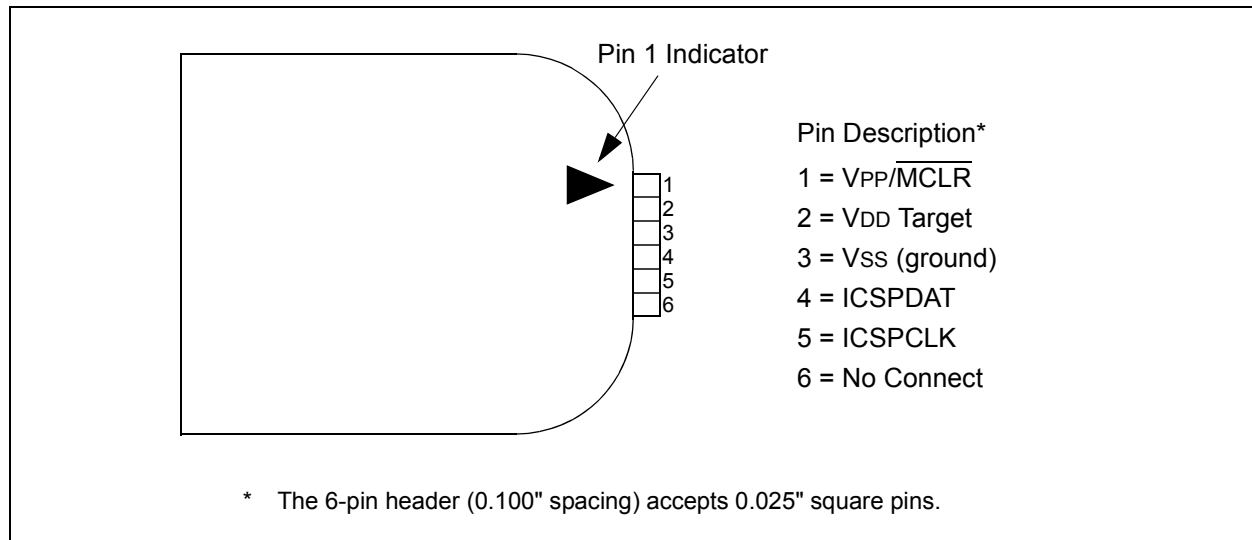 Pin 1 Indicator
1
2
3
4
5
6
Pin Description*
1 = VPP/MCLR
2 = VDD Target
3 = VSS (ground)
4 = ICSPDAT
5 = ICSPCLK
6 = No Connect
* The 6-pin header (0.100" spacing) accepts 0.025" square pins.